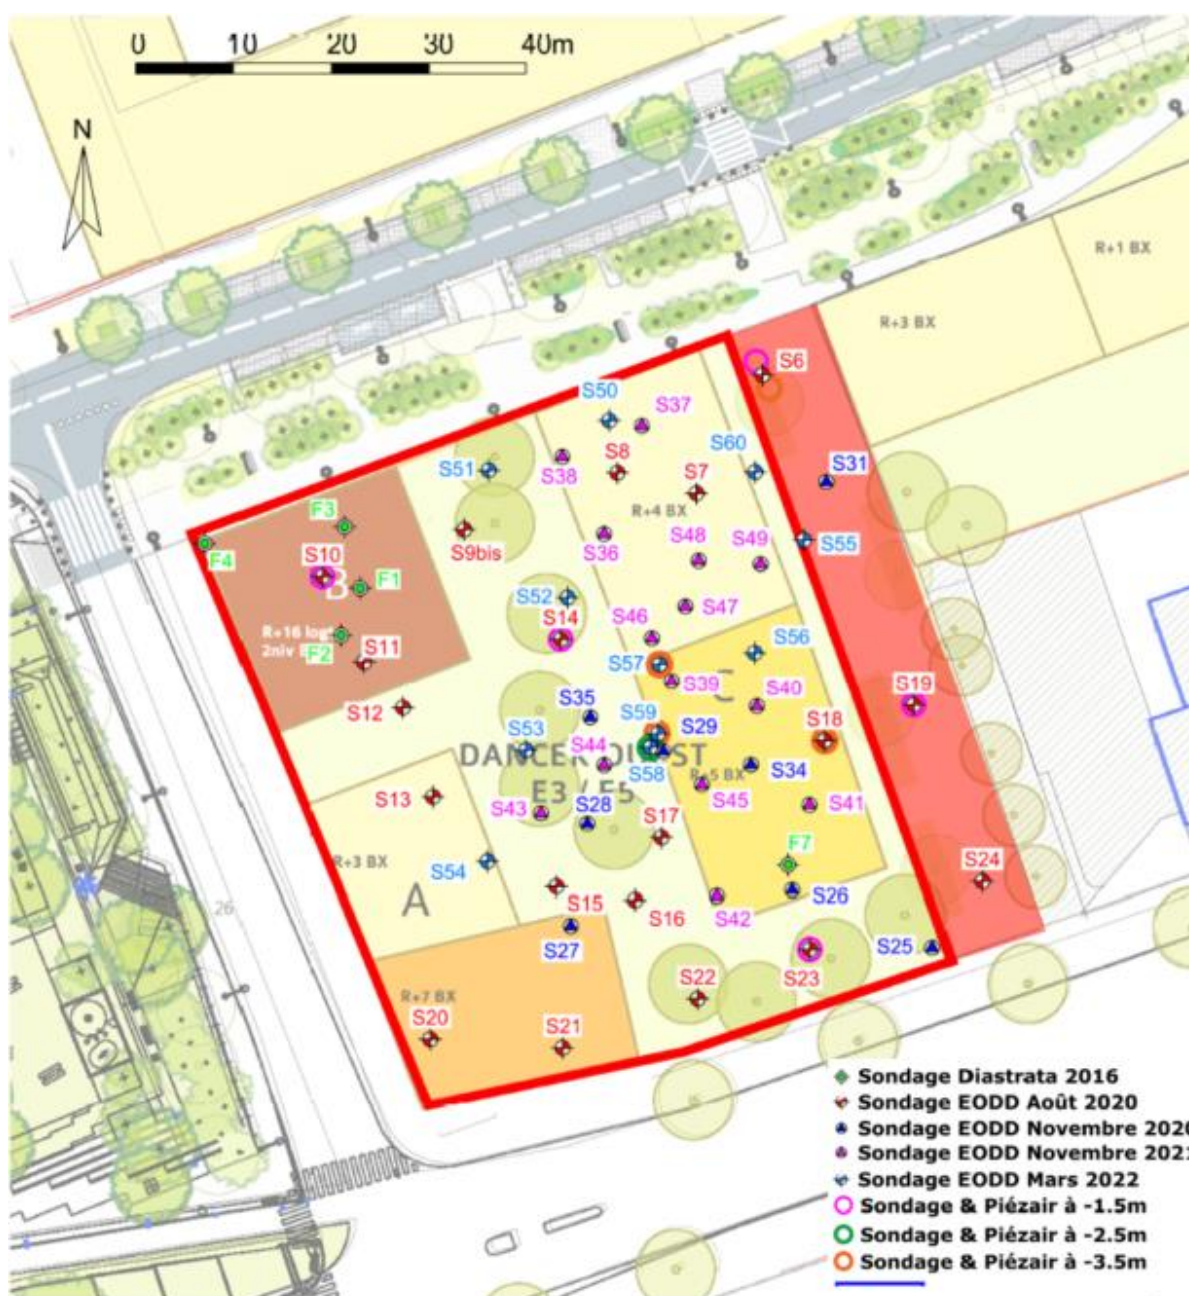 0 10 20 30 40m
N
R+1 BX
R+3 BX
S6
S50
S37
S51
S38
S8
S7
S60
S31
R+4 BX
F3
F4
S10
F1
B
S9bis
S36
S48
S49
S55
S52
S47
R+16 logt
2niv
F2
S11
S14
S46
S57
S56
S39
C
S40
S12
S35
S59
S29
S18
S19
S53
S44
DANCER OUEST
S58
R+5 BX
S34
E3 / E5
S13
S43
S28
S17
S45
S41
R+3 BX
S54
F7
S24
A
S15
S16
S42
S26
26
S27
S23
S25
R+7 BX
S20
S21
S22
Sondage Diastrata 2016
Sondage EODD Août 2020
Sondage EODD Novembre 2020
Sondage EODD Novembre 2021
Sondage EODD Mars 2022
Sondage & Piézair à -1.5m
Sondage & Piézair à -2.5m
Sondage & Piézair à -3.5m